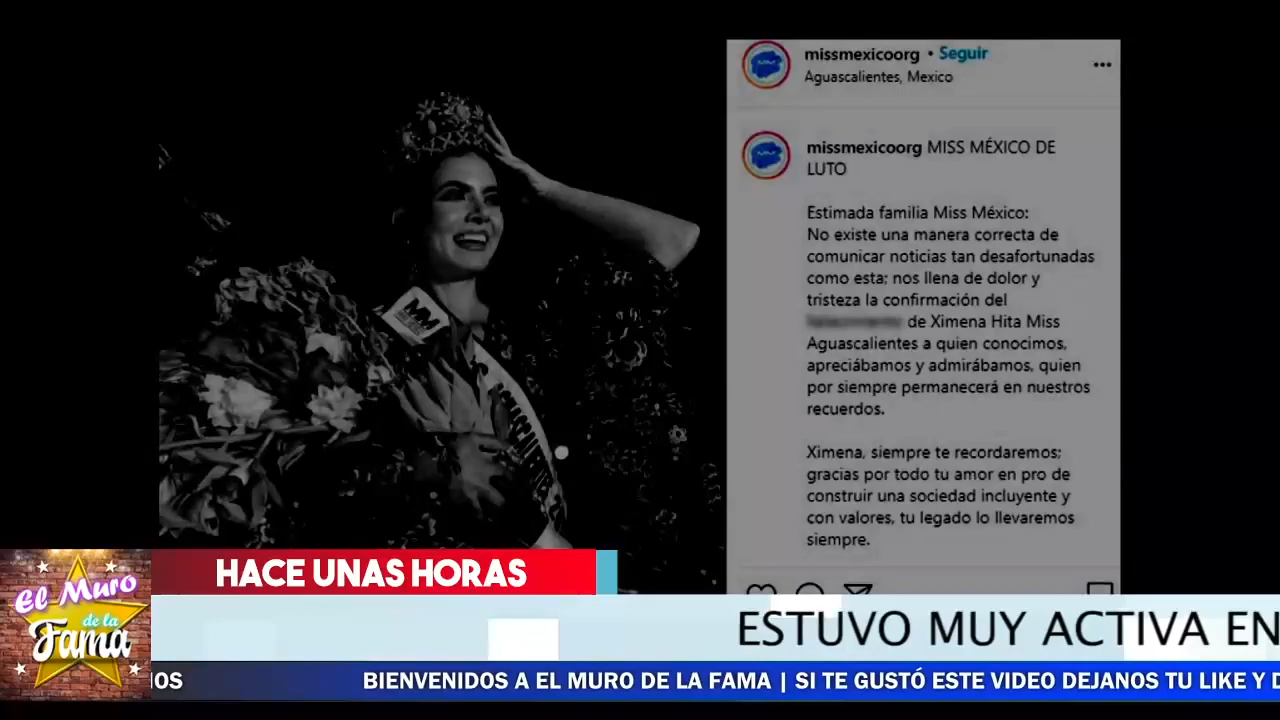 missmexicoorg • Seguir
Aguascalientes, Mexico
missmexicoorg MISS MÉXICO DE
LUTO
Estimada familia Miss México:
No existe una manera correcta de
comunicar noticias tan desafortunadas
como esta; nos llena de dolor y
tristeza la confirmación del
de Ximena Hita Miss
Aguascalientes a quien conocimos,
apreciábamos y admirábamos, quien
por siempre permanecerá en nuestros
recuerdos.
Ximena, siempre te recordaremos;
gracias por todo tu amor en pro de
construir una sociedad incluyente y
con valores, tu legado lo llevaremos
siempre.
MM
HACE UNAS HORAS
El Muro
de la
Fama
ESTUVO MUY ACTIVA EN
IOS BIENVENIDOS A EL MURO DE LA FAMA | SI TE GUSTÓ ESTE VIDEO DEJANOS TU LIKE Y D